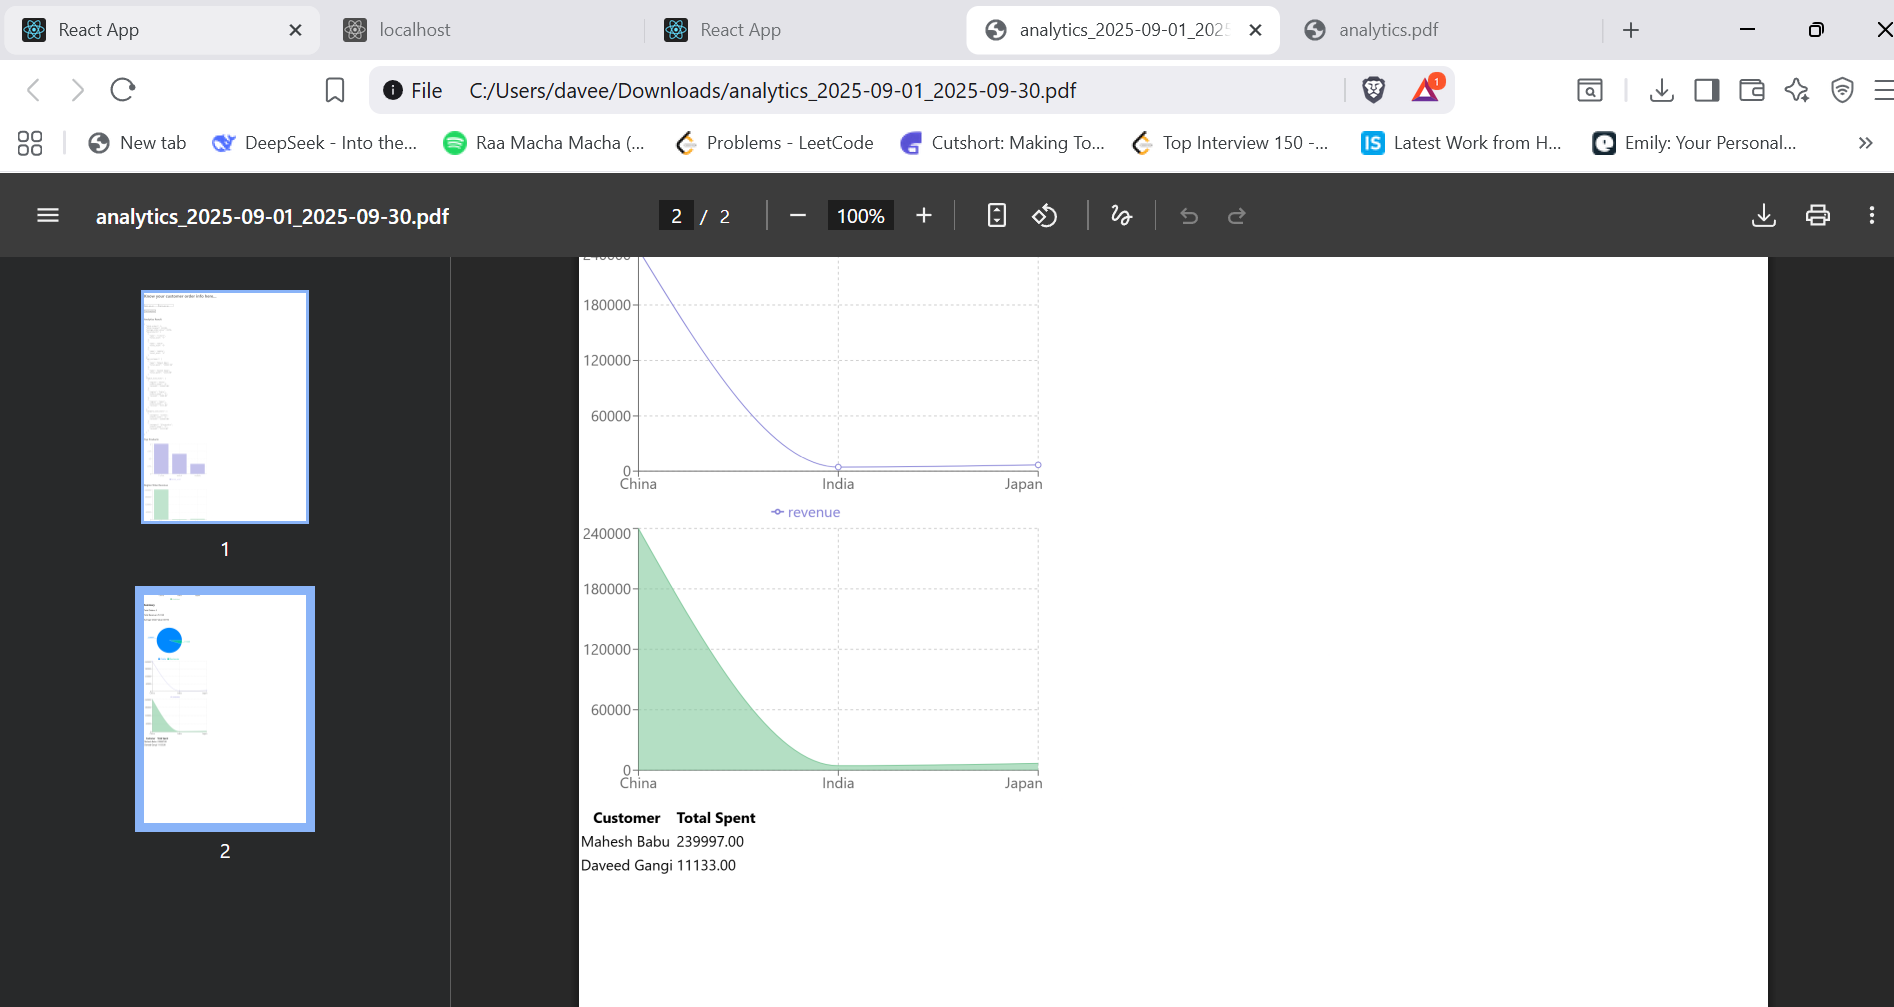 React App
localhost
React App
analytics_2025-09-01_202
analytics.pdf
File C:/Users/davee/Downloads/analytics_2025-09-01_2025-09-30.pdf
1
New tab
DeepSeek - Into the...
Raa Macha Macha (...
Problems - LeetCode
Cutshort: Making To...
Top Interview 150 -...
IS Latest Work from H...
Emily: Your Personal...
analytics_2025-09-01_2025-09-30.pdf
2 / 2
100%
1
2
240000
180000
120000
60000
0
China India Japan
revenue
240000
180000
120000
60000
0
China India Japan
Customer Total Spent
Mahesh Babu 239997.00
Daveed Gangi 11133.00